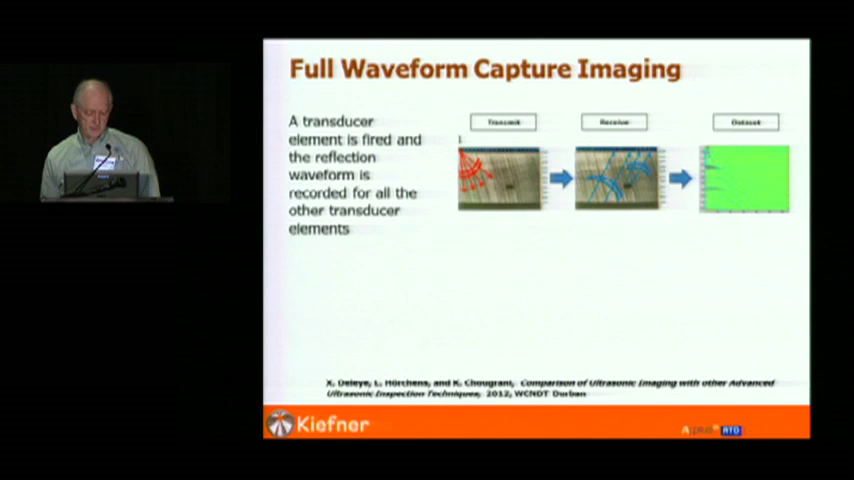 Full Waveform Capture Imaging
A transducer
element is fired and
the reflection
waveform is
recorded for all the
other transducer
elements
Transmit
Receive
Dataset
1
X. Deleye, L. Hörchens, and K. Chougrani, Comparison of Ultrasonic Imaging with other Advanced
Ultrasonic Inspection Techniques, 2012, WCNDT Durban
Kiefner
RTD